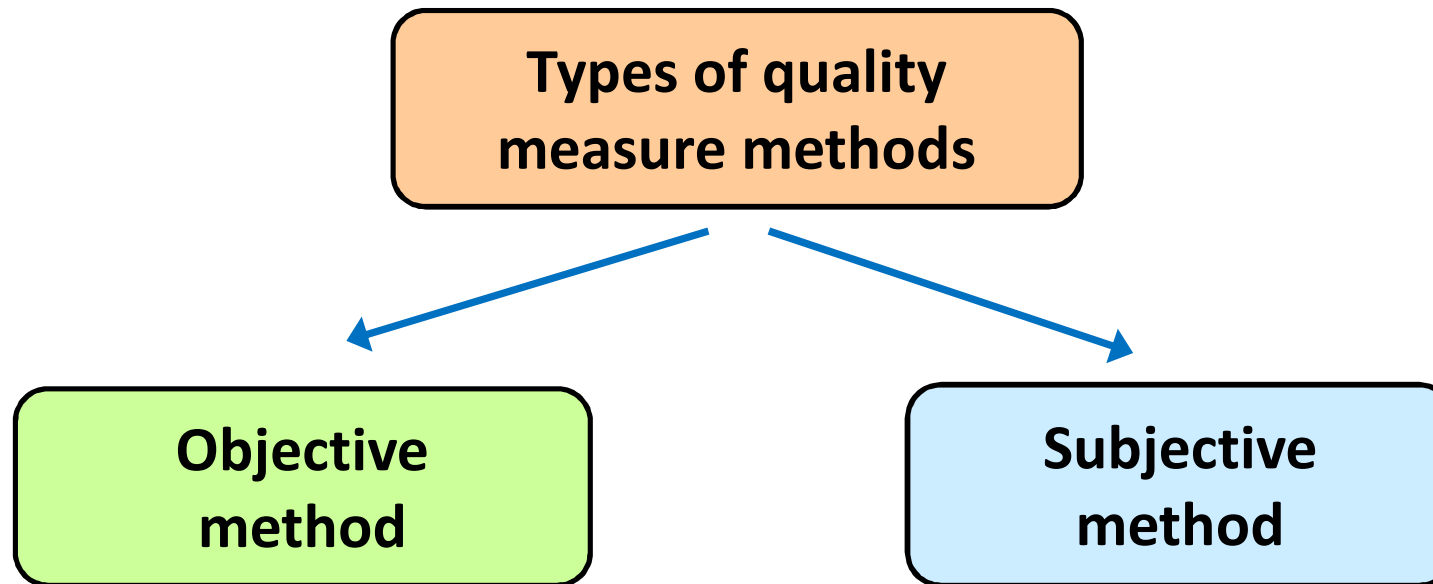 Types of quality
measure methods
Objective
method
Subjective
method